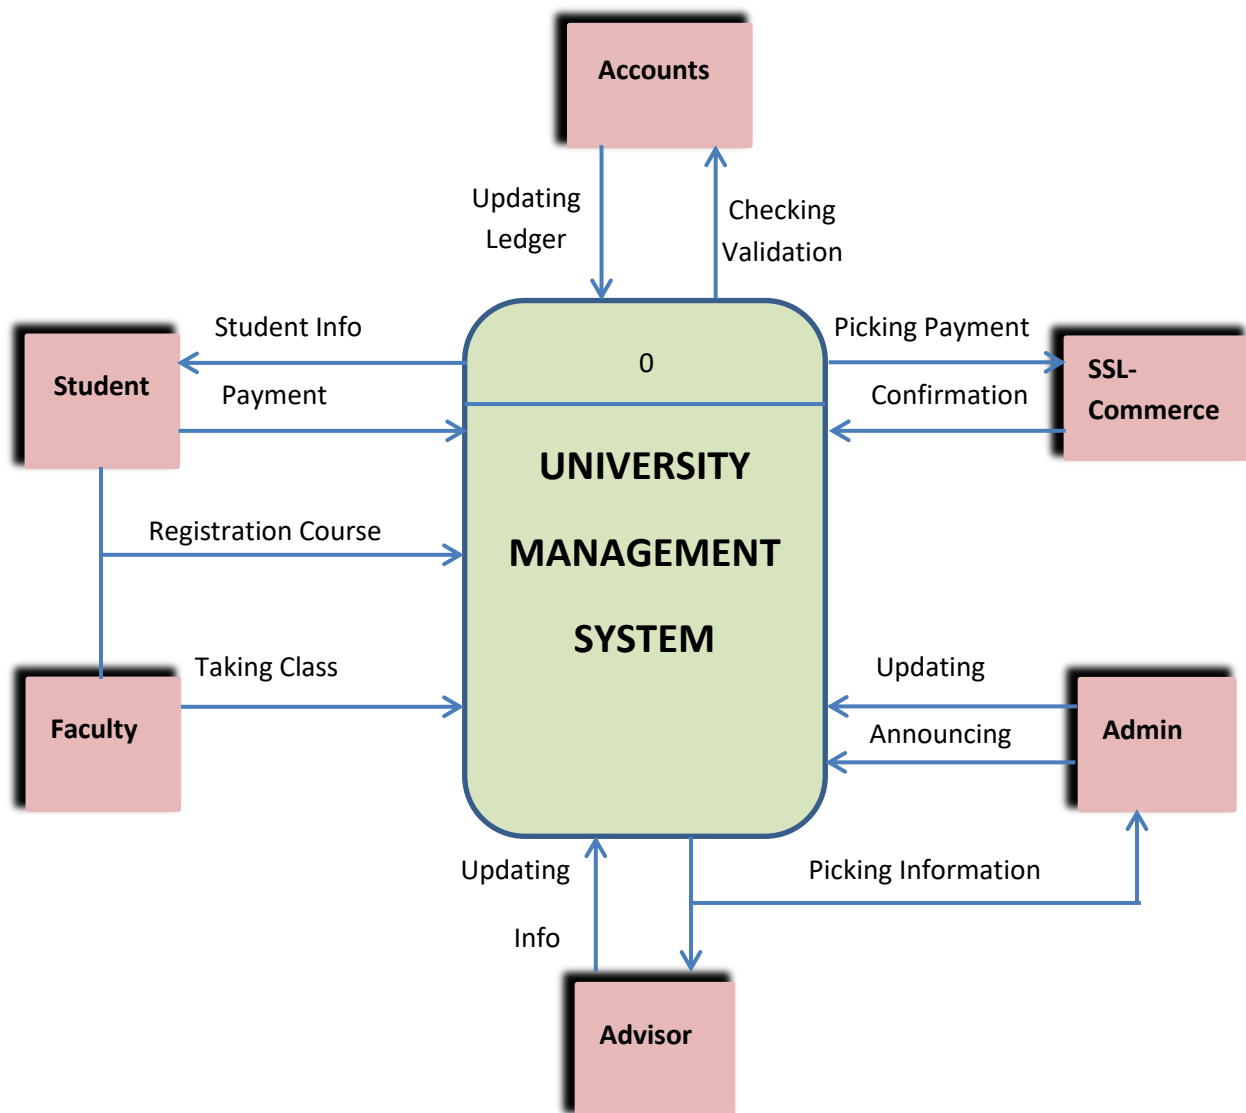 Accounts
Updating
Ledger
Checking
Validation
Student Info
Picking Payment
0
Student
SSL-
Commerce
Payment
Confirmation
UNIVERSITY
MANAGEMENT
SYSTEM
Registration Course
Taking Class
Updating
Faculty
Admin
Announcing
Updating
Info
Picking Information
Advisor